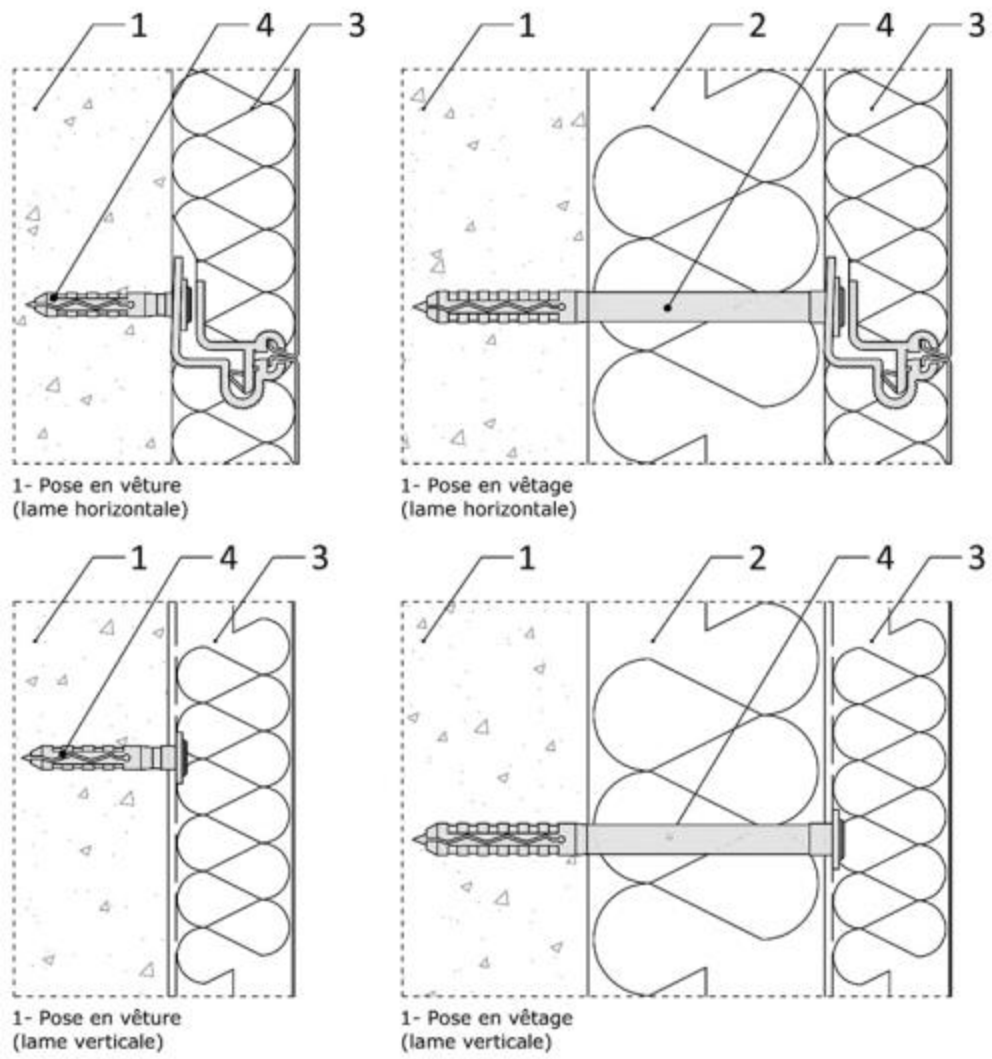 1 4 3
1 2 4 3
1- Pose en vêture
(lame horizontale)
1- Pose en vêtage
(lame horizontale)
1 4 3
1 2 4 3
1- Pose en vêture
(lame verticale)
1- Pose en vêtage
(lame verticale)